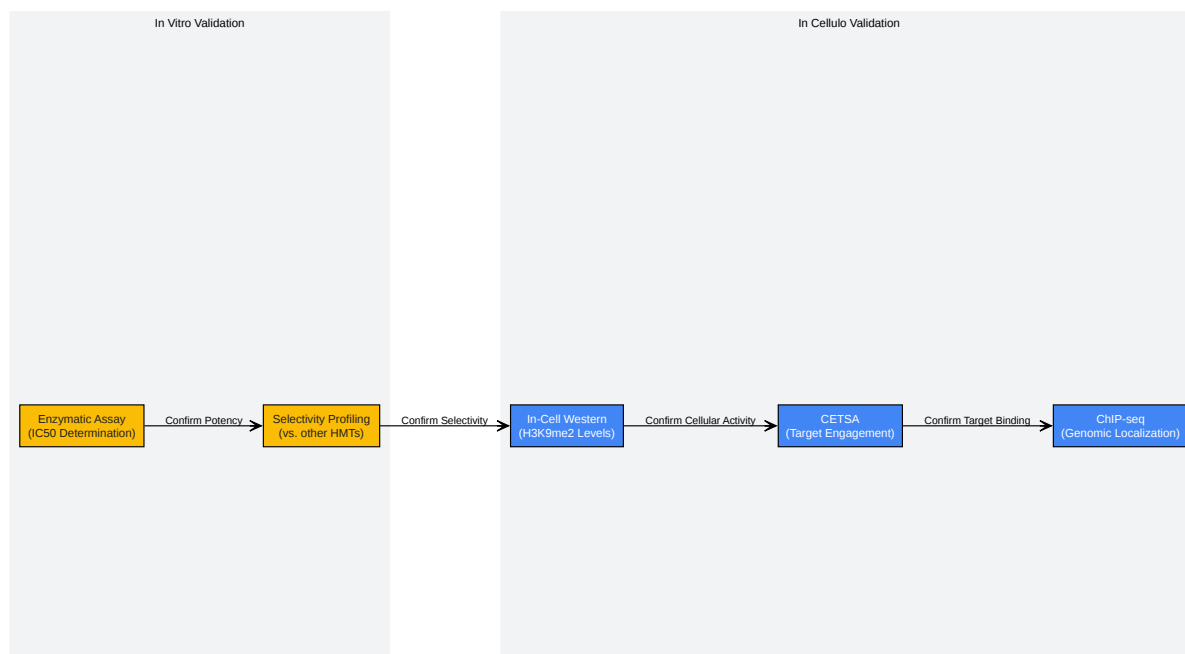 In Vitro Validation
In Cellulo Validation
Enzymatic Assay
(IC50 Determination)
Confirm Potency
Selectivity Profiling
(vs. other HMTs)
Confirm Selectivity
In-Cell Western
(H3K9me2 Levels)
Confirm Cellular Activity
CETSA
(Target Engagement)
Confirm Target Binding
ChIP-seq
(Genomic Localization)